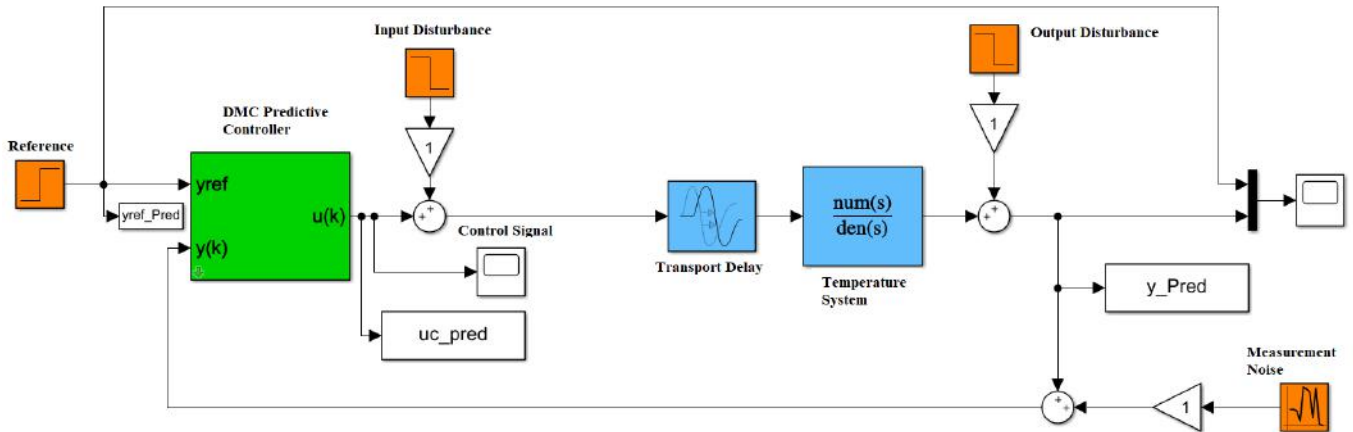 Input Disturbance
Output Disturbance
DMC Predictive
Controller
1
1
Reference
yref
yref_Pred
u(k)
y(k)
num(s)
den(s)
Control Signal
Transport Delay
Temperature
System
uc_pred
y_Pred
Measurement
Noise
1